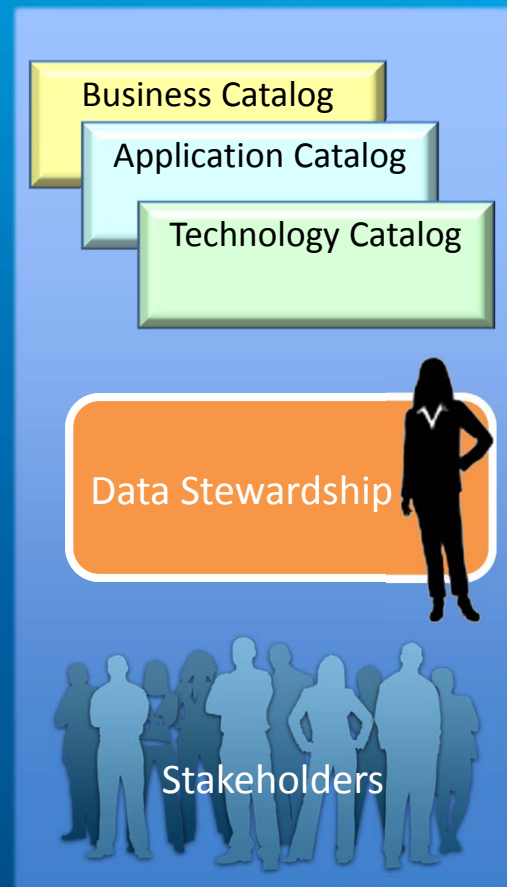 Business Catalog
Application Catalog
Technology Catalog
Data Stewardship
Stakeholders